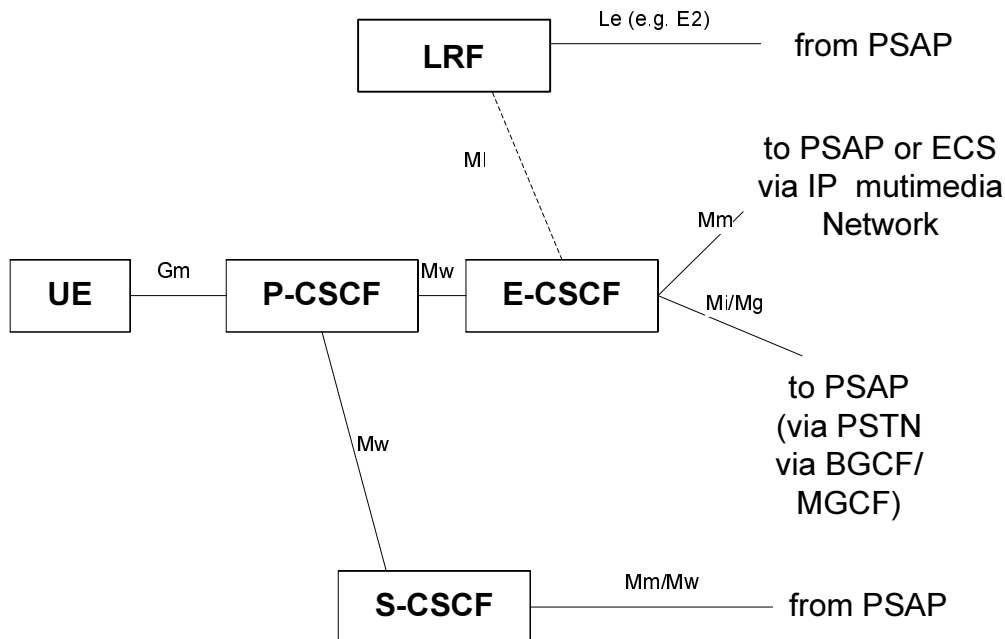 Le (e.g. E2)
from PSAP
LRF
Ml
to PSAP or ECS
via IP mutimedia
Network
Mm
Gm
Mw
UE
P-CSCF
E-CSCF
Mi/Mg
to PSAP
(via PSTN
via BGCF/
MGCF)
Mw
Mm/Mw
S-CSCF
from PSAP